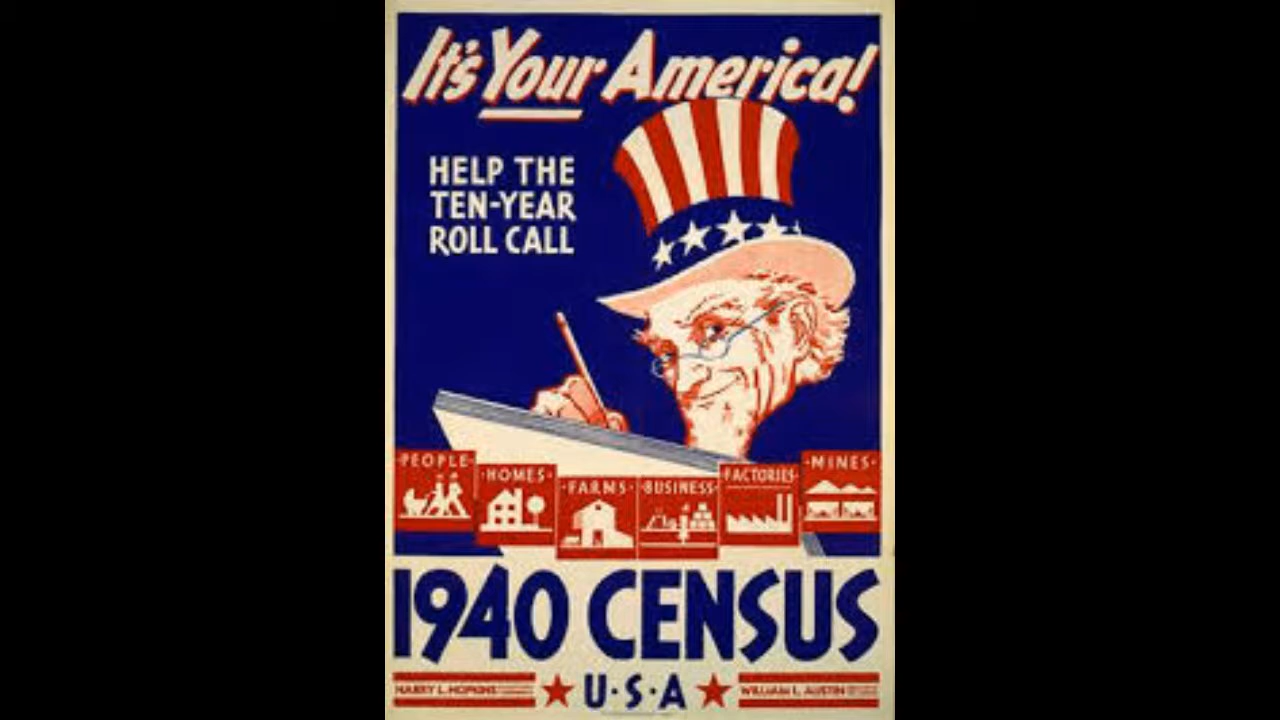 It's Your America!
HELP THE
TEN-YEAR
ROLL CALL
·PEOPLE·
·HOMES·
·FARMS·
·BUSINESS·
·FACTORIES·
·MINES·
1940 CENSUS
HARRY L. HOPKINS
U·S·A
WILLIAM L. AUSTIN